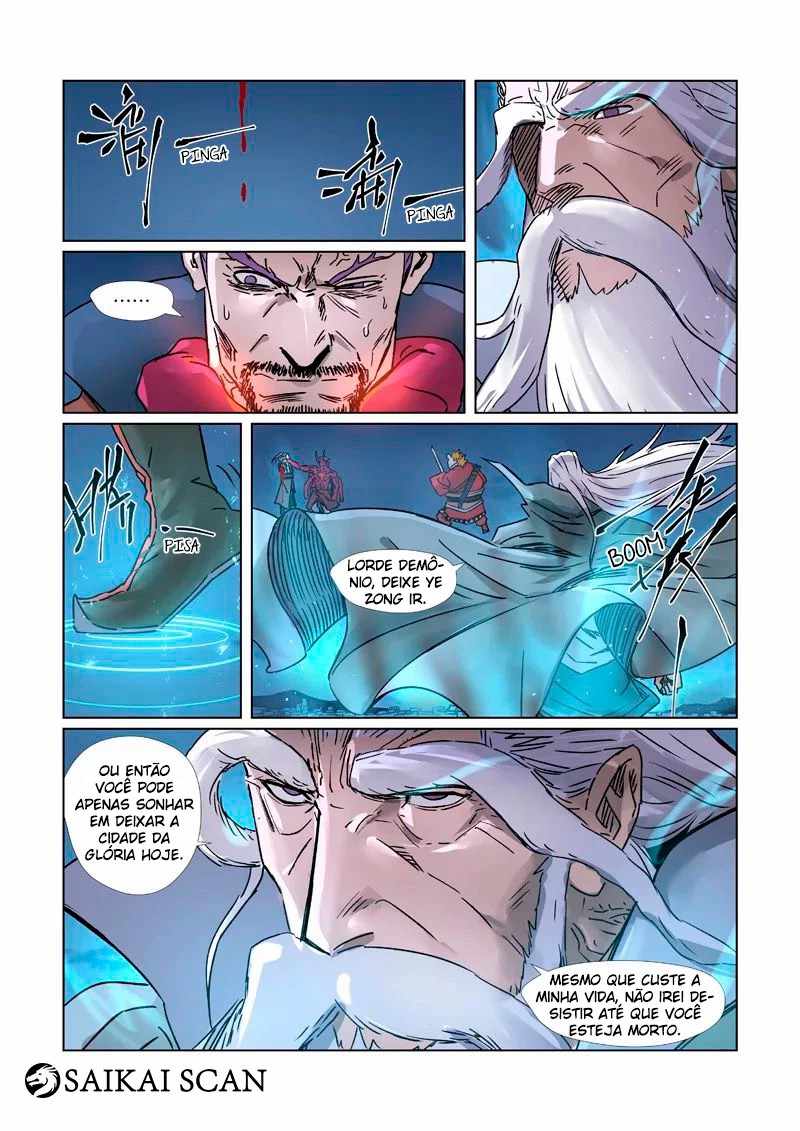 滴
PINGA
滴
PINGA
......
PISA
BOOM
LORDE DEMÔ-
NIO, DEIXE YE
ZONG IR.
OU ENTÃO
VOCÊ PODE
APENAS SONHAR
EM DEIXAR A
CIDADE DA
GLÓRIA HOJE.
MESMO QUE CUSTE A
MINHA VIDA, NÃO IREI DE-
SISTIR ATÉ QUE VOCÊ
ESTEJA MORTO.
SAIKAI SCAN